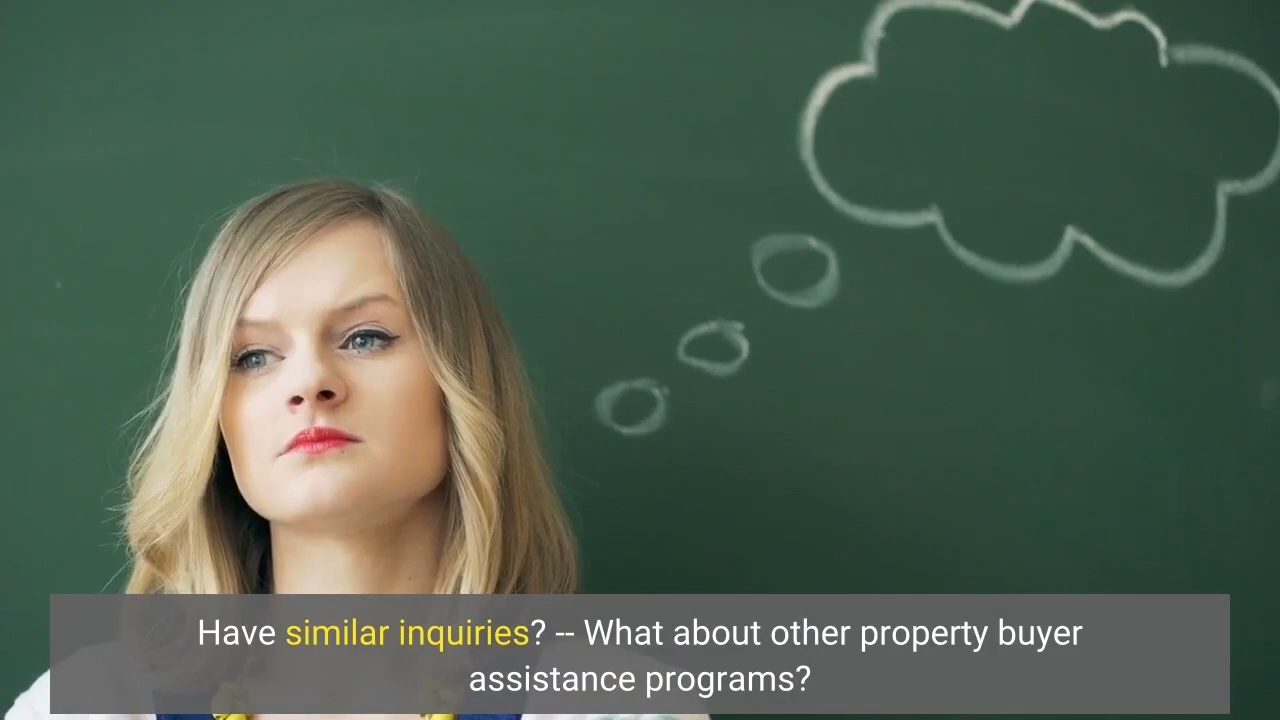 Have similar inquiries? -- What about other property buyer
assistance programs?